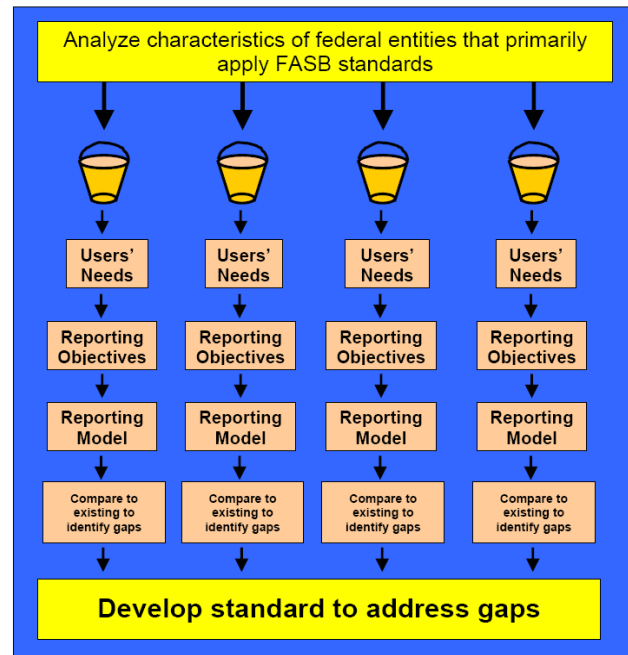 Analyze characteristics of federal entities that primarily
apply FASB standards
Users'
Needs
Users'
Needs
Users'
Needs
Users'
Needs
Reporting
Objectives
Reporting
Objectives
Reporting
Objectives
Reporting
Objectives
Reporting
Model
Reporting
Model
Reporting
Model
Reporting
Model
Compare to
existing to
identify gaps
Compare to
existing to
identify gaps
Compare to
existing to
identify gaps
Compare to
existing to
identify gaps
Develop standard to address gaps